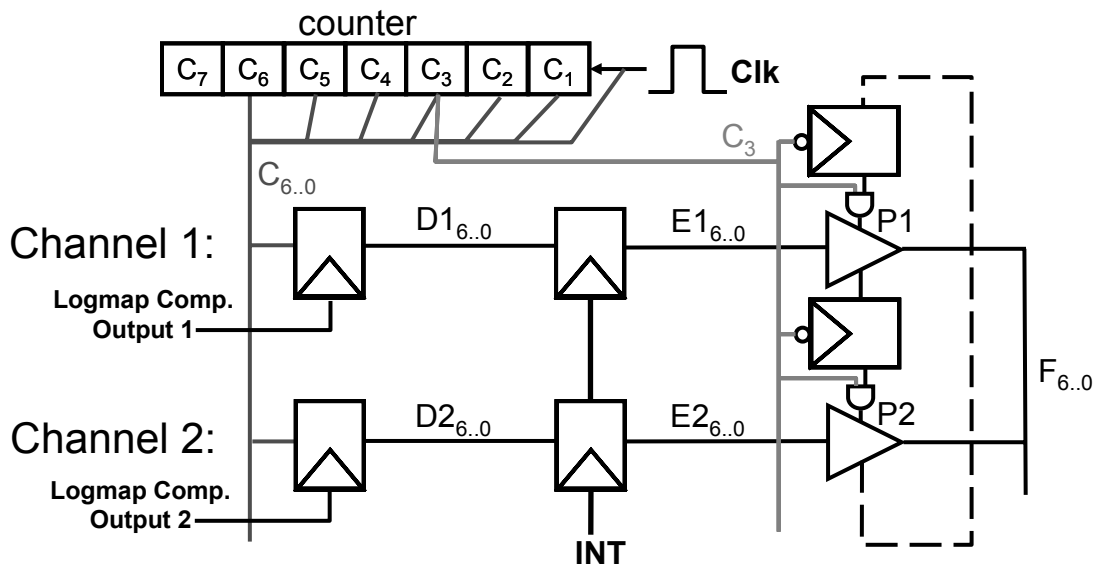 counter
C₇ C₆ C₅ C₄ C₃ C₂ C₁
Clk
C₃
C₆..₀
Channel 1:
D1₆..₀
E1₆..₀
P1
Logmap Comp.
Output 1
F₆..₀
Channel 2:
D2₆..₀
E2₆..₀
P2
Logmap Comp.
Output 2
INT